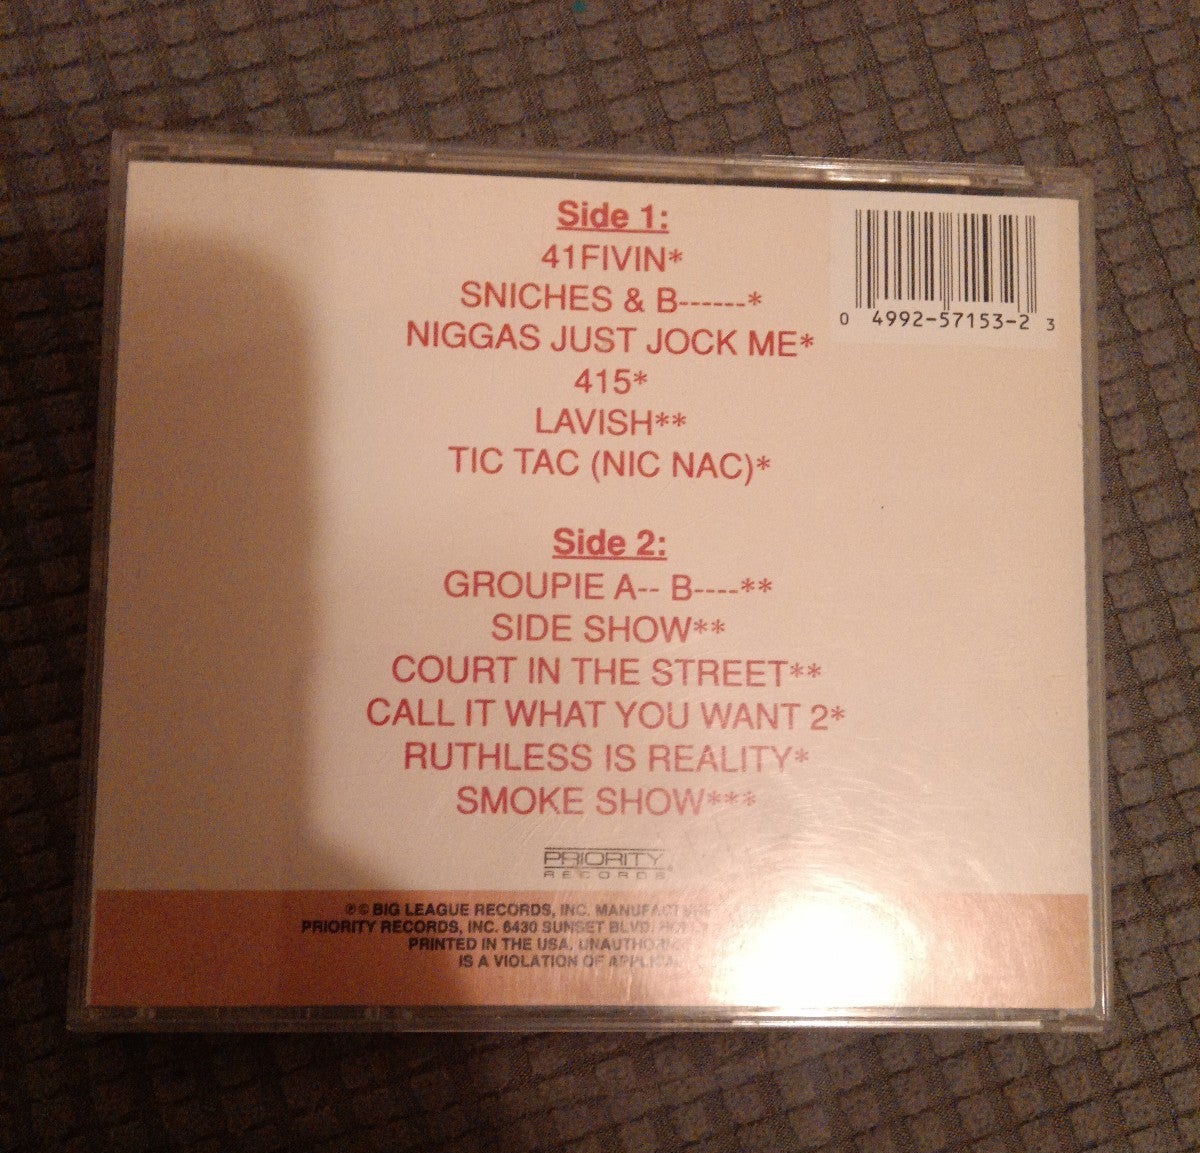 Side 1:
41FIVIN*
SNICHES & B------*
NIGGAS JUST JOCK ME*
415*
LAVISH**
TIC TAC (NIC NAC)*
0 4992-57153-2 3
Side 2:
GROUPIE A-- B----**
SIDE SHOW**
COURT IN THE STREET**
CALL IT WHAT YOU WANT 2*
RUTHLESS IS REALITY*
SMOKE SHOW***
PRIORITY
RECORDS
℗© BIG LEAGUE RECORDS, INC.
PRIORITY RECORDS, INC. 6430 SUNSET BLVD.
PRINTED IN THE USA.
IS A VIOLATION OF